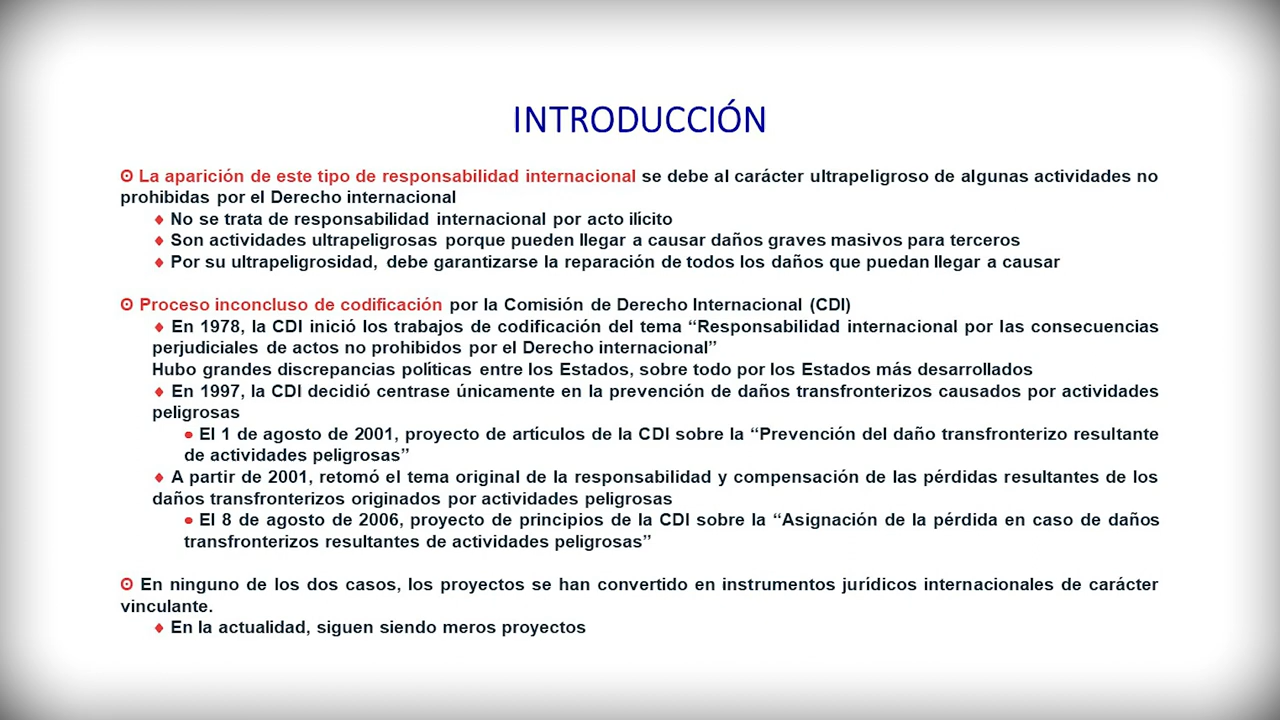 INTRODUCCIÓN
ʘ La aparición de este tipo de responsabilidad internacional se debe al carácter ultrapeligroso de algunas actividades no
prohibidas por el Derecho internacional
♦ No se trata de responsabilidad internacional por acto ilícito
♦ Son actividades ultrapeligrosas porque pueden llegar a causar daños graves masivos para terceros
♦ Por su ultrapeligrosidad, debe garantizarse la reparación de todos los daños que puedan llegar a causar
ʘ Proceso inconcluso de codificación por la Comisión de Derecho Internacional (CDI)
♦ En 1978, la CDI inició los trabajos de codificación del tema “Responsabilidad internacional por las consecuencias
perjudiciales de actos no prohibidos por el Derecho internacional”
Hubo grandes discrepancias políticas entre los Estados, sobre todo por los Estados más desarrollados
♦ En 1997, la CDI decidió centrase únicamente en la prevención de daños transfronterizos causados por actividades
peligrosas
● El 1 de agosto de 2001, proyecto de artículos de la CDI sobre la “Prevención del daño transfronterizo resultante
de actividades peligrosas”
♦ A partir de 2001, retomó el tema original de la responsabilidad y compensación de las pérdidas resultantes de los
daños transfronterizos originados por actividades peligrosas
● El 8 de agosto de 2006, proyecto de principios de la CDI sobre la “Asignación de la pérdida en caso de daños
transfronterizos resultantes de actividades peligrosas”
ʘ En ninguno de los dos casos, los proyectos se han convertido en instrumentos jurídicos internacionales de carácter
vinculante.
♦ En la actualidad, siguen siendo meros proyectos